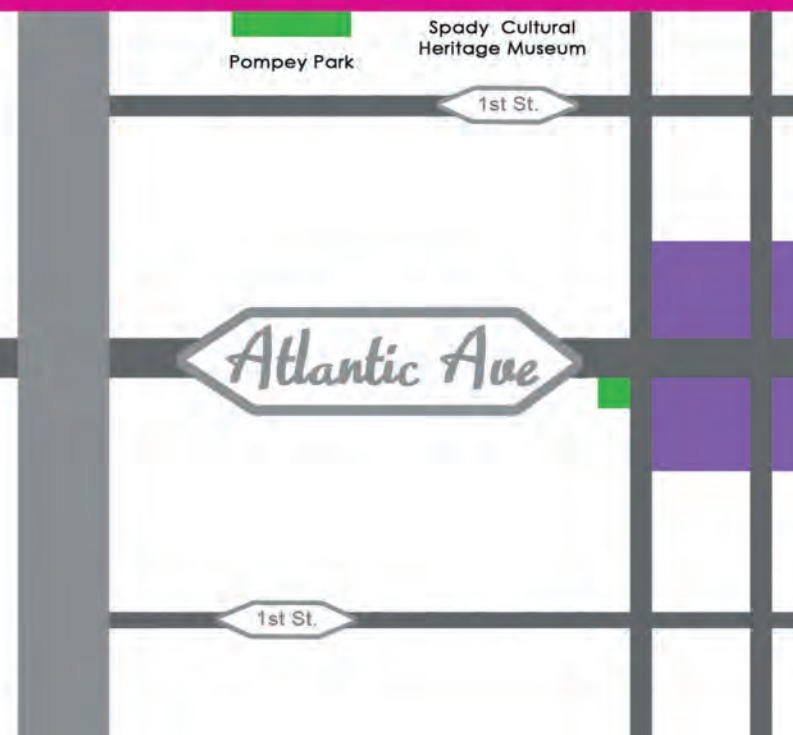 Spady Cultural
Heritage Museum
Pompey Park
1st St.
Atlantic Ave
1st St.